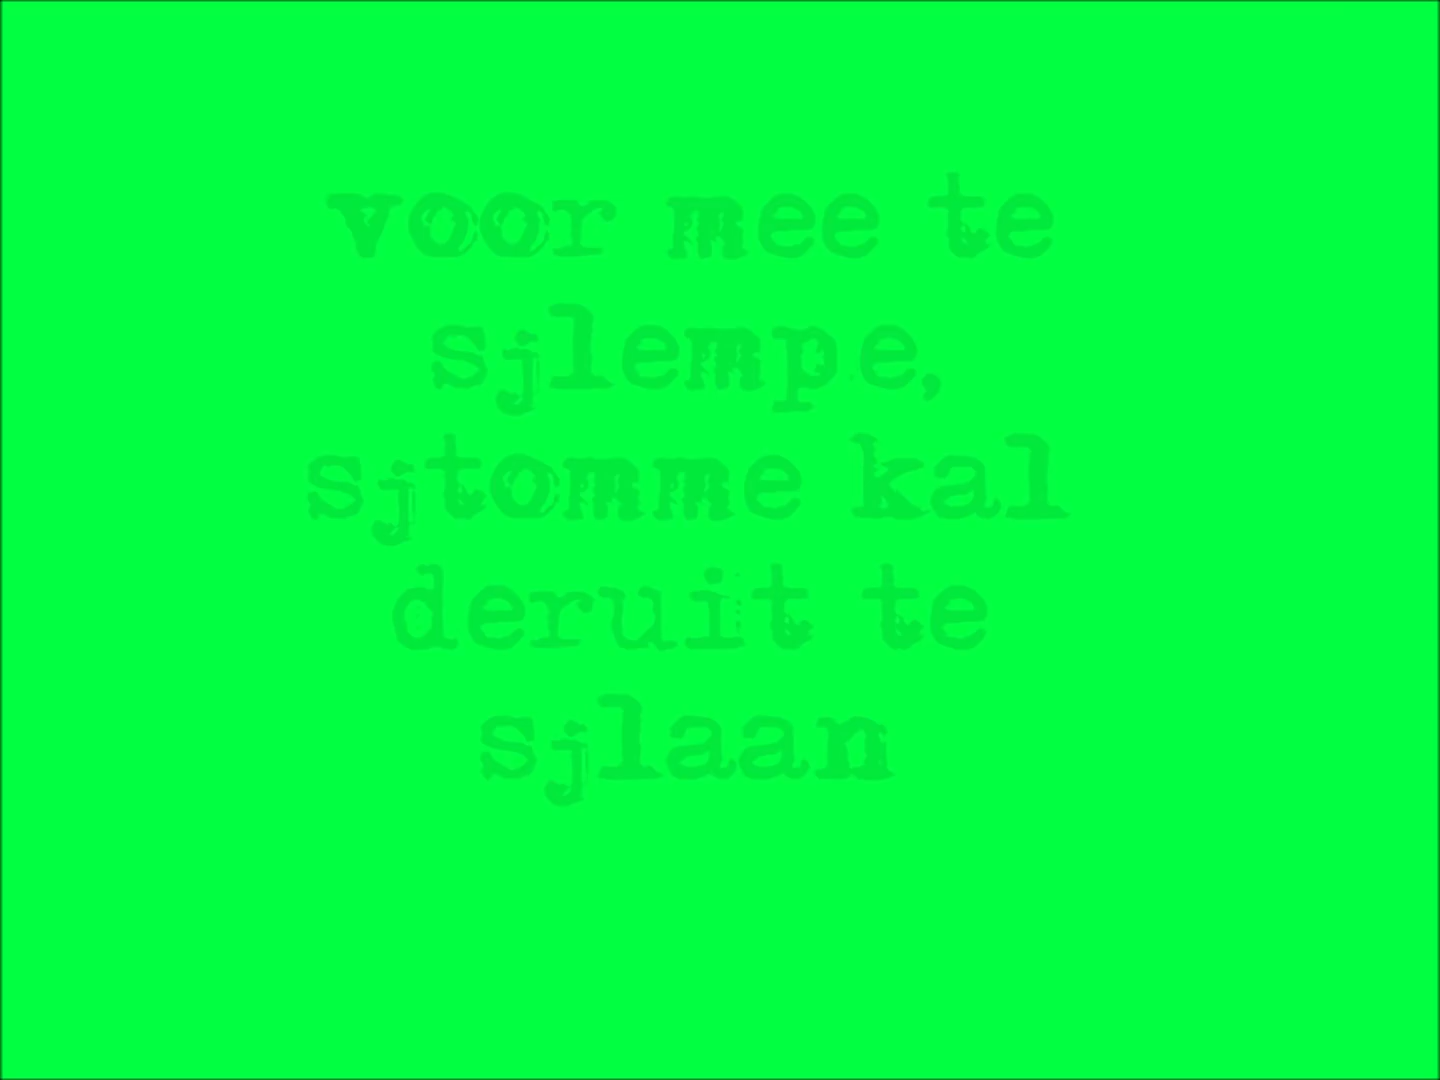 voor mee te
sjlempe,
sjtomme kal
deruit te
sjlaan